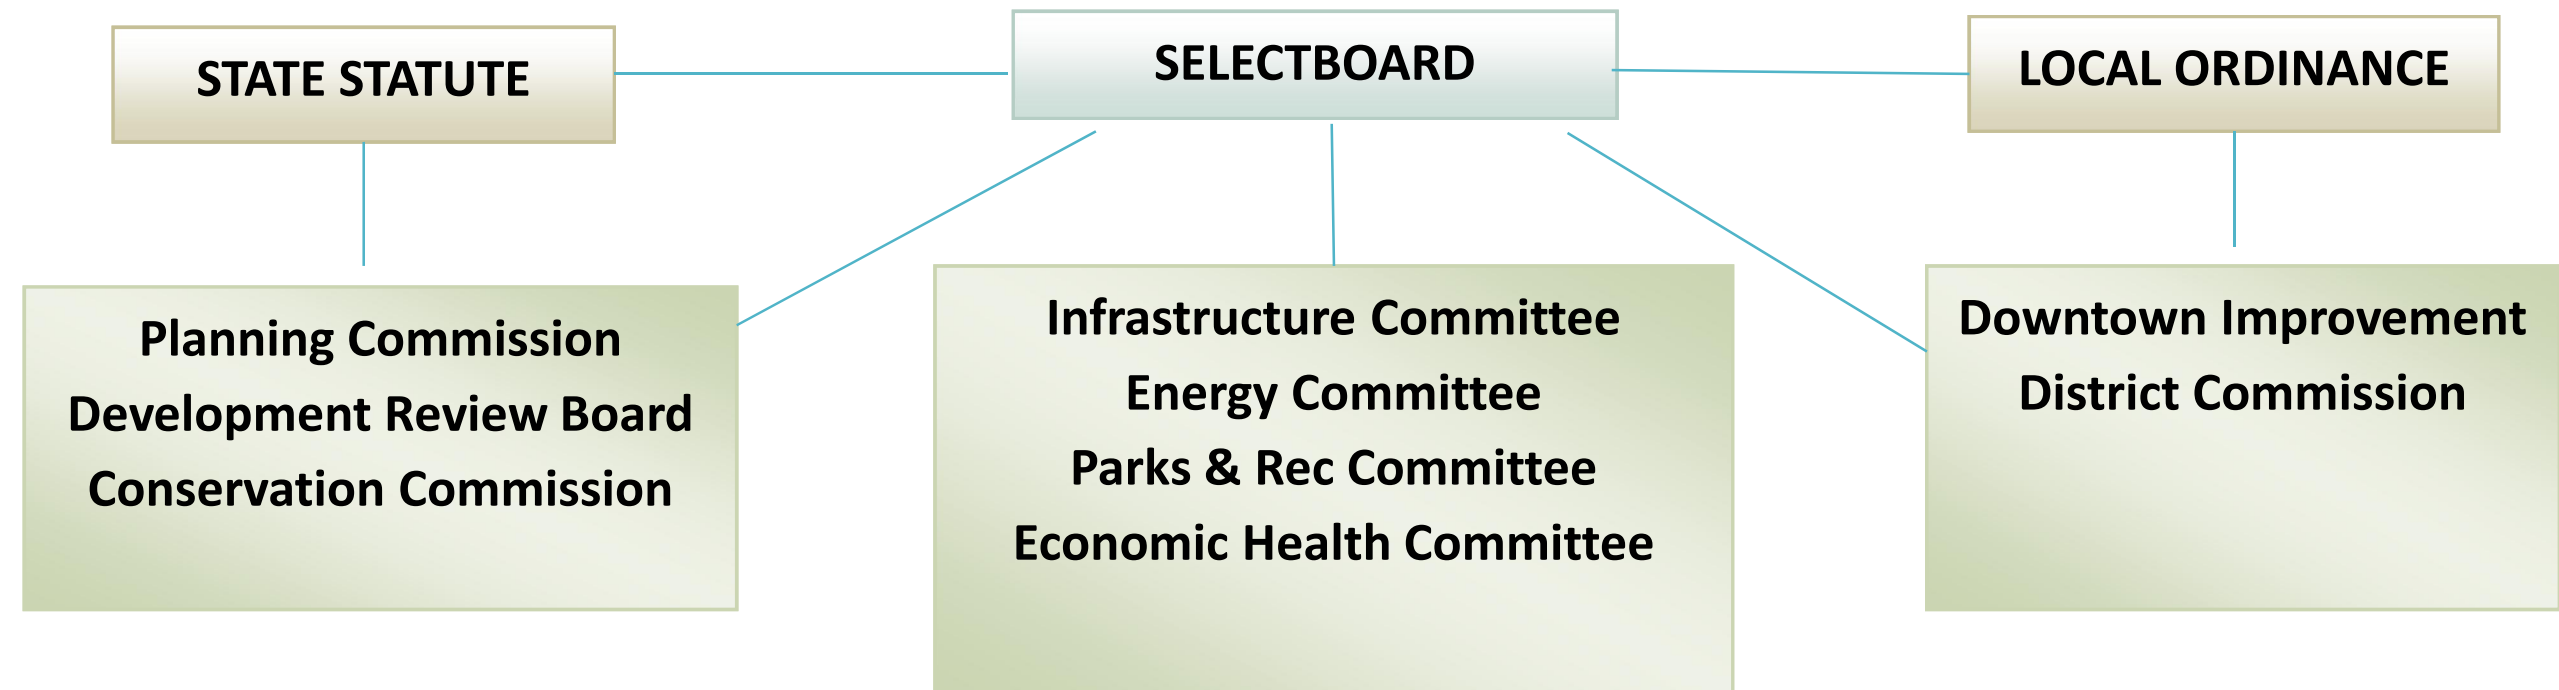 STATE STATUTE
SELECTBOARD
LOCAL ORDINANCE
Planning Commission
Development Review Board
Conservation Commission
Infrastructure Committee
Energy Committee
Parks & Rec Committee
Economic Health Committee
Downtown Improvement
District Commission